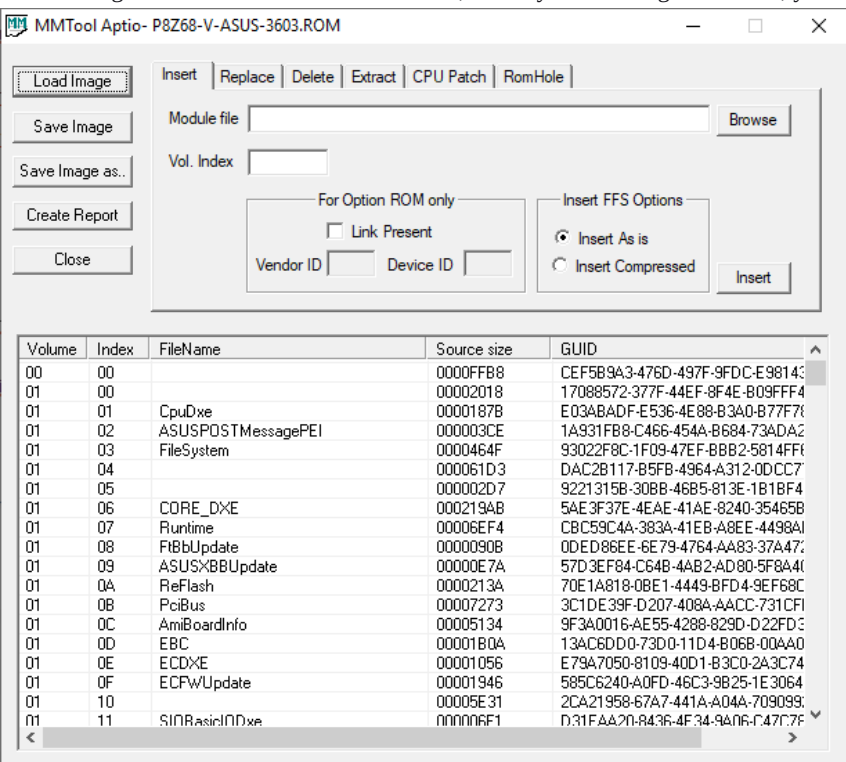 MMTool Aptio- P8Z68-V-ASUS-3603.ROM
Load Image
Save Image
Save Image as..
Create Report
Close
Insert Replace Delete Extract CPU Patch RomHole
Module file Browse
Vol. Index
For Option ROM only
Link Present
Vendor ID Device ID
Insert FFS Options
Insert As is
Insert Compressed
Insert
Volume Index FileName Source size GUID
00 00 0000FFB8 CEF5B9A3-476D-497F-9FDC-E98143
01 00 00002018 17088572-377F-44EF-8F4E-B09FFF4
01 01 CpuDxe 0000187B E03ABADF-E536-4E88-B3A0-B77F78
01 02 ASUSPOSTMessagePEI 000003CE 1A931FB8-C466-454A-B684-73ADA2
01 03 FileSystem 0000464F 93022F8C-1F09-47EF-BBB2-5814FF6
01 04 000061D3 DAC2B117-B5FB-4964-A312-0DCC7
01 05 000002D7 9221315B-30BB-46B5-813E-1B1BF4
01 06 CORE_DXE 000219AB 5AE3F37E-4EAE-41AE-8240-35465B
01 07 Runtime 00006EF4 CBC59C4A-383A-41EB-A8EE-4498A
01 08 FtBbUpdate 0000090B 0DED86EE-6E79-4764-AA83-37A472
01 09 ASUSXBBUpdate 00000E7A 57D3EF84-C64B-4AB2-AD80-5F8A4
01 0A ReFlash 0000213A 70E1A818-0BE1-4449-BFD4-9EF68C
01 0B PciBus 00007273 3C1DE39F-D207-408A-AACC-731CF
01 0C AmiBoardInfo 00005134 9F3A0016-AE55-4288-829D-D22FD3
01 0D EBC 00001B0A 13AC6DD0-73D0-11D4-B06B-00AA0
01 0E ECDXE 00001056 E79A7050-8109-40D1-B3C0-2A3C74
01 0F ECFWUpdate 00001946 585C6240-A0FD-46C3-9B25-1E3064
01 10 00005E31 2CA21958-67A7-441A-A04A-709099
01 11 SIOBasicIODxe 000006F1 D31FAA20-8436-4F34-9A06-C47C78